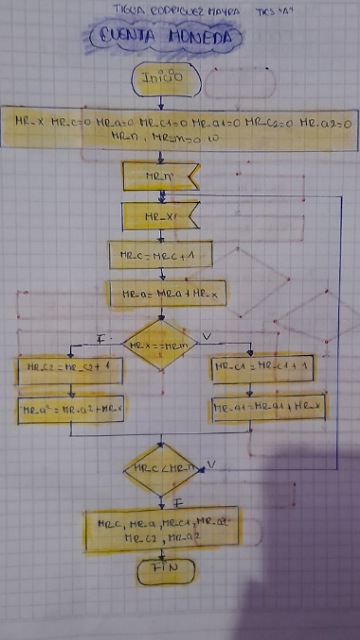 TIGUA RODRIGUEZ MAYRA TICS "A"
CUENTA MONEDA
Inicio
MR_X MR_C=0 MR_a=0 MR_C1=0 MR_a1=0 MR_C2=0 MR_a2=0
MR_n, MR_m=0.10
MR_n
MR_X
MR_C=MR_C+1
MR_a=MR_a+MR_X
F MR_X==MR_m V
MR_C2=MR_C2+1 MR_C1=MR_C1+1
MR_a2=MR_a2+MR_X MR_a1=MR_a1+MR_X
MR_C<MR_n V
F
MR_C, MR_a, MR_C1, MR_a1
MR_C2, MR_a2
FIN